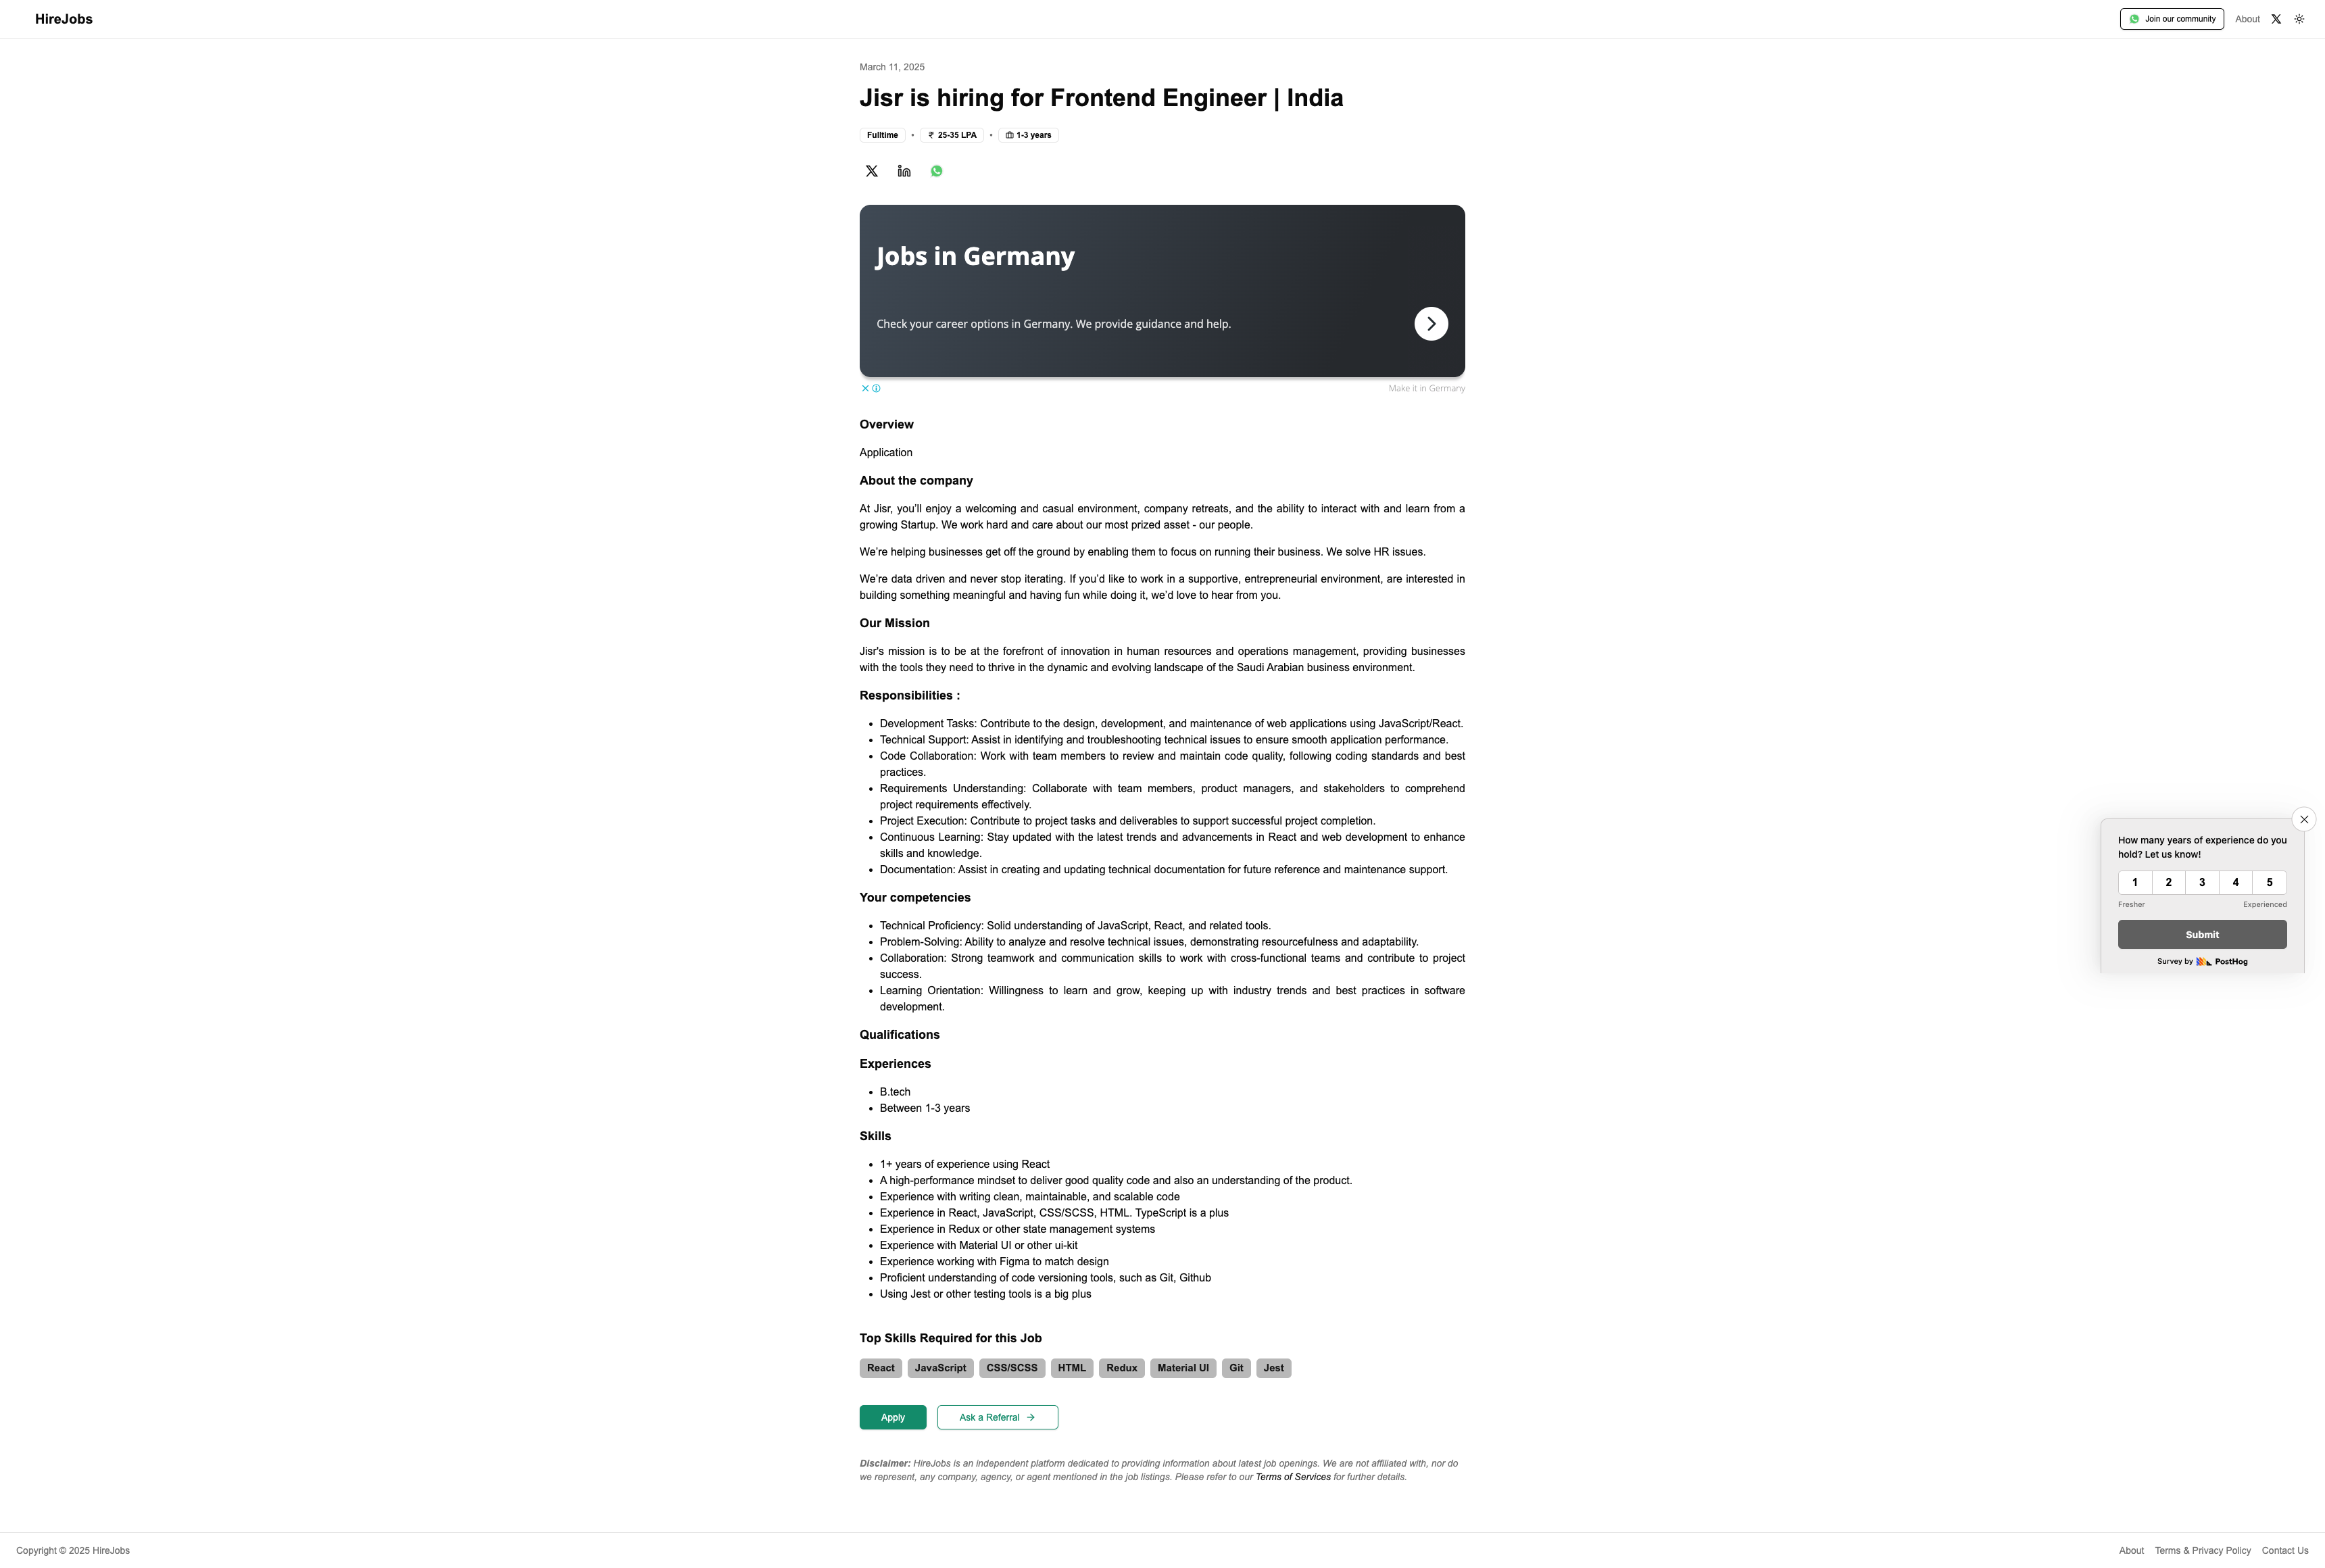 HireJobs
Join our community
About
March 11, 2025
Jisr is hiring for Frontend Engineer | India
Fulltime • ₹ 25-35 LPA • 1-3 years
Jobs in Germany
Check your career options in Germany. We provide guidance and help.
Make it in Germany
Overview
Application
About the company
At Jisr, you’ll enjoy a welcoming and casual environment, company retreats, and the ability to interact with and learn from a
growing Startup. We work hard and care about our most prized asset - our people.
We’re helping businesses get off the ground by enabling them to focus on running their business. We solve HR issues.
We’re data driven and never stop iterating. If you’d like to work in a supportive, entrepreneurial environment, are interested in
building something meaningful and having fun while doing it, we’d love to hear from you.
Our Mission
Jisr's mission is to be at the forefront of innovation in human resources and operations management, providing businesses
with the tools they need to thrive in the dynamic and evolving landscape of the Saudi Arabian business environment.
Responsibilities :
• Development Tasks: Contribute to the design, development, and maintenance of web applications using JavaScript/React.
• Technical Support: Assist in identifying and troubleshooting technical issues to ensure smooth application performance.
• Code Collaboration: Work with team members to review and maintain code quality, following coding standards and best
practices.
• Requirements Understanding: Collaborate with team members, product managers, and stakeholders to comprehend
project requirements effectively.
• Project Execution: Contribute to project tasks and deliverables to support successful project completion.
• Continuous Learning: Stay updated with the latest trends and advancements in React and web development to enhance
skills and knowledge.
• Documentation: Assist in creating and updating technical documentation for future reference and maintenance support.
Your competencies
• Technical Proficiency: Solid understanding of JavaScript, React, and related tools.
• Problem-Solving: Ability to analyze and resolve technical issues, demonstrating resourcefulness and adaptability.
• Collaboration: Strong teamwork and communication skills to work with cross-functional teams and contribute to project
success.
• Learning Orientation: Willingness to learn and grow, keeping up with industry trends and best practices in software
development.
Qualifications
Experiences
• B.tech
• Between 1-3 years
Skills
• 1+ years of experience using React
• A high-performance mindset to deliver good quality code and also an understanding of the product.
• Experience with writing clean, maintainable, and scalable code
• Experience in React, JavaScript, CSS/SCSS, HTML. TypeScript is a plus
• Experience in Redux or other state management systems
• Experience with Material UI or other ui-kit
• Experience working with Figma to match design
• Proficient understanding of code versioning tools, such as Git, Github
• Using Jest or other testing tools is a big plus
Top Skills Required for this Job
React JavaScript CSS/SCSS HTML Redux Material UI Git Jest
Apply
Ask a Referral
Disclaimer: HireJobs is an independent platform dedicated to providing information about latest job openings. We are not affiliated with, nor do
we represent, any company, agency, or agent mentioned in the job listings. Please refer to our Terms of Services for further details.
How many years of experience do you
hold? Let us know!
1 2 3 4 5
Fresher Experienced
Submit
Survey by PostHog
Copyright © 2025 HireJobs
About Terms & Privacy Policy Contact Us